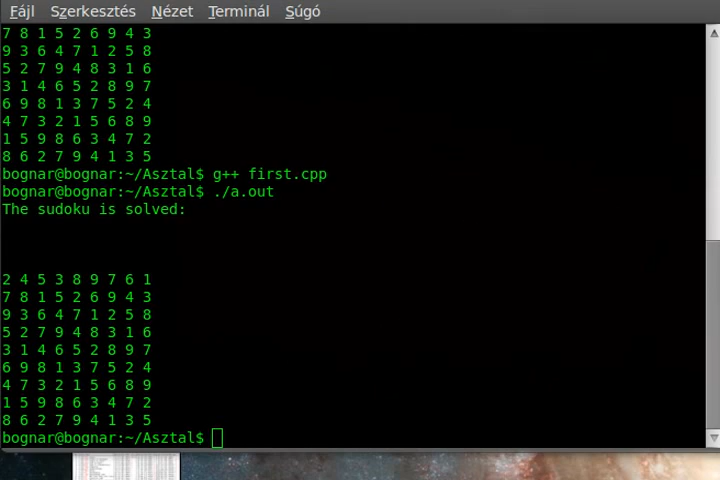 Fájl Szerkesztés Nézet Terminál Súgó
7 8 1 5 2 6 9 4 3
9 3 6 4 7 1 2 5 8
5 2 7 9 4 8 3 1 6
3 1 4 6 5 2 8 9 7
6 9 8 1 3 7 5 2 4
4 7 3 2 1 5 6 8 9
1 5 9 8 6 3 4 7 2
8 6 2 7 9 4 1 3 5
bognar@bognar:~/Asztal$ g++ first.cpp
bognar@bognar:~/Asztal$ ./a.out
The sudoku is solved:
2 4 5 3 8 9 7 6 1
7 8 1 5 2 6 9 4 3
9 3 6 4 7 1 2 5 8
5 2 7 9 4 8 3 1 6
3 1 4 6 5 2 8 9 7
6 9 8 1 3 7 5 2 4
4 7 3 2 1 5 6 8 9
1 5 9 8 6 3 4 7 2
8 6 2 7 9 4 1 3 5
bognar@bognar:~/Asztal$